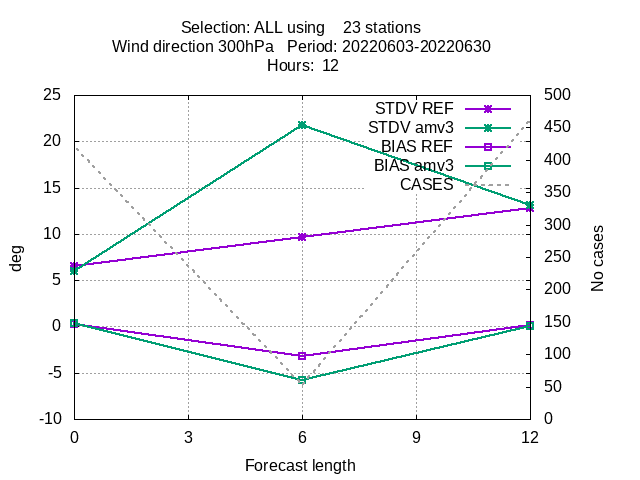 Selection: ALL using    23 stations
Wind direction 300hPa   Period: 20220603-20220630
Hours:  12
25
20
15
10
5
0
-5
-10
deg
STDV REF
STDV amv3
BIAS REF
BIAS amv3
CASES
500
450
400
350
300
250
200
150
100
50
0
No cases
0 3 6 9 12
Forecast length